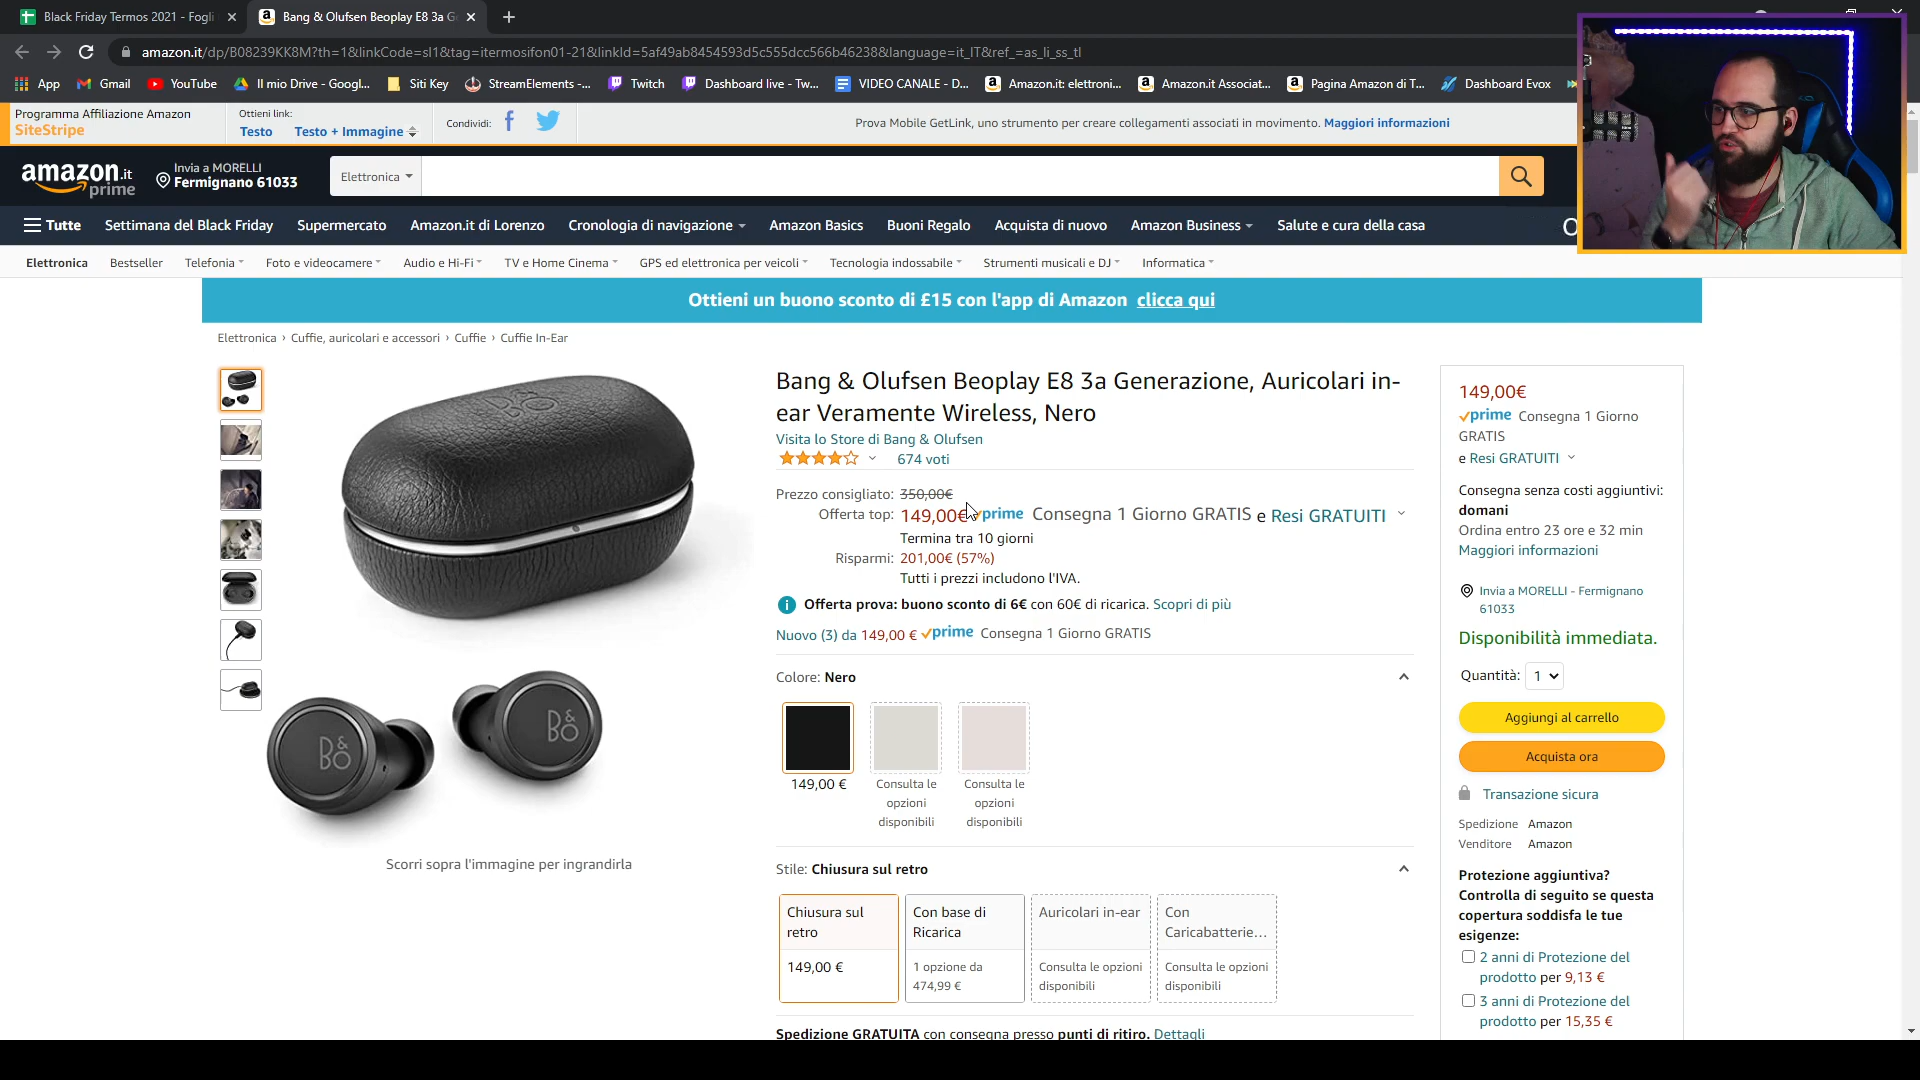 Black Friday Termos 2021 - Fogli
Bang & Olufsen Beoplay E8 3a G
amazon.it/dp/B08239KK8M?th=1&linkCode=sl1&tag=itermosifon01-21&linkId=5af49ab8454593d5c555dcc566b46238&language=it_IT&ref_=as_li_ss_tl
App
Gmail
YouTube
Il mio Drive - Googl...
Siti Key
StreamElements -...
Twitch
Dashboard live - Tw...
VIDEO CANALE - D...
Amazon.it: elettroni...
Amazon.it Associat...
Pagina Amazon di T...
Dashboard Evox
Programma Affiliazione Amazon
SiteStripe
Ottieni link:
Testo
Testo + Immagine
Condividi:
Prova Mobile GetLink, uno strumento per creare collegamenti associati in movimento. Maggiori informazioni
amazon.it
prime
Invia a MORELLI
Fermignano 61033
Elettronica
Tutte
Settimana del Black Friday
Supermercato
Amazon.it di Lorenzo
Cronologia di navigazione
Amazon Basics
Buoni Regalo
Acquista di nuovo
Amazon Business
Salute e cura della casa
Elettronica
Bestseller
Telefonia
Foto e videocamere
Audio e Hi-Fi
TV e Home Cinema
GPS ed elettronica per veicoli
Tecnologia indossabile
Strumenti musicali e DJ
Informatica
Ottieni un buono sconto di £15 con l'app di Amazon clicca qui
Elettronica › Cuffie, auricolari e accessori › Cuffie › Cuffie In-Ear
B&O
B&O
B&O
Scorri sopra l'immagine per ingrandirla
Bang & Olufsen Beoplay E8 3a Generazione, Auricolari in-
ear Veramente Wireless, Nero
Visita lo Store di Bang & Olufsen
674 voti
Prezzo consigliato: 350,00€
Offerta top: 149,00€ prime Consegna 1 Giorno GRATIS e Resi GRATUITI
Termina tra 10 giorni
Risparmi: 201,00€ (57%)
Tutti i prezzi includono l'IVA.
Offerta prova: buono sconto di 6€ con 60€ di ricarica. Scopri di più
Nuovo (3) da 149,00 € prime Consegna 1 Giorno GRATIS
Colore: Nero
149,00 €
Consulta le
opzioni
disponibili
Consulta le
opzioni
disponibili
Stile: Chiusura sul retro
Chiusura sul
retro
149,00 €
Con base di
Ricarica
1 opzione da
474,99 €
Auricolari in-ear
Consulta le opzioni
disponibili
Con
Caricabatterie...
Consulta le opzioni
disponibili
Spedizione GRATUITA con consegna presso punti di ritiro. Dettagli
149,00€
prime Consegna 1 Giorno
GRATIS
e Resi GRATUITI
Consegna senza costi aggiuntivi:
domani
Ordina entro 23 ore e 32 min
Maggiori informazioni
Invia a MORELLI - Fermignano
61033
Disponibilità immediata.
Quantità: 1
Aggiungi al carrello
Acquista ora
Transazione sicura
Spedizione Amazon
Venditore Amazon
Protezione aggiuntiva?
Controlla di seguito se questa
copertura soddisfa le tue
esigenze:
2 anni di Protezione del
prodotto per 9,13 €
3 anni di Protezione del
prodotto per 15,35 €